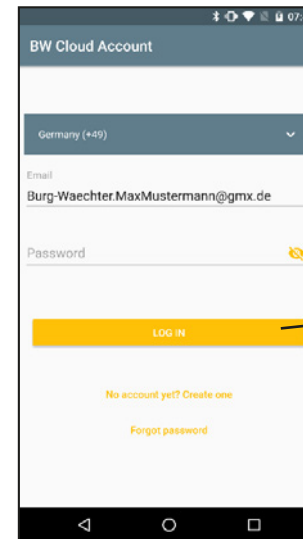 07:
BW Cloud Account
Germany (+49)
Email
Burg-Waechter.MaxMustermann@gmx.de
Password
LOG IN
No account yet? Create one
Forgot password